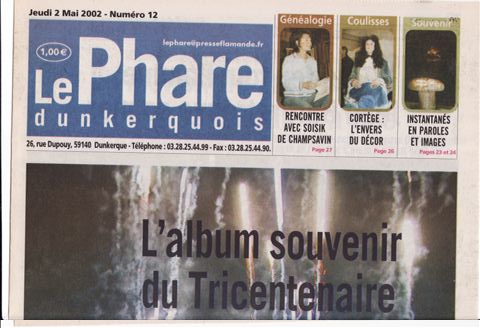 Jeudi 2 Mai 2002 - Numéro 12
1,00 €
lephare@presseflamande.fr
Le Phare
dunkerquois
26, rue Dupouy, 59140 Dunkerque - Téléphone : 03.28.25.44.99 - Fax : 03.28.25.44.90.
Généalogie
RENCONTRE
AVEC SOISIK
DE CHAMPSAVIN
Page 27
Coulisses
CORTÈGE :
L'ENVERS
DU DÉCOR
Page 26
Souvenir
INSTANTANÉS
EN PAROLES
ET IMAGES
Pages 23 et 24
L'album souvenir
du Tricentenaire